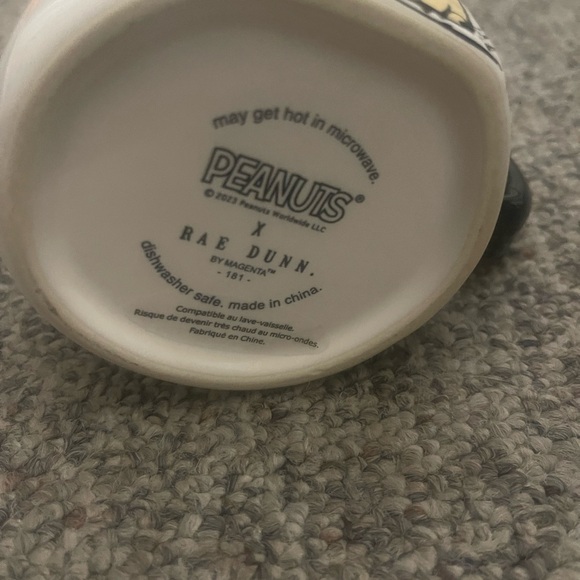 may get hot in microwave.
PEANUTS®
© 2023 Peanuts Worldwide LLC
X
RAE DUNN.
BY MAGENTA™
- 181 -
dishwasher safe. made in china.
Compatible au lave-vaisselle.
Risque de devenir très chaud au micro-ondes.
Fabriqué en Chine.